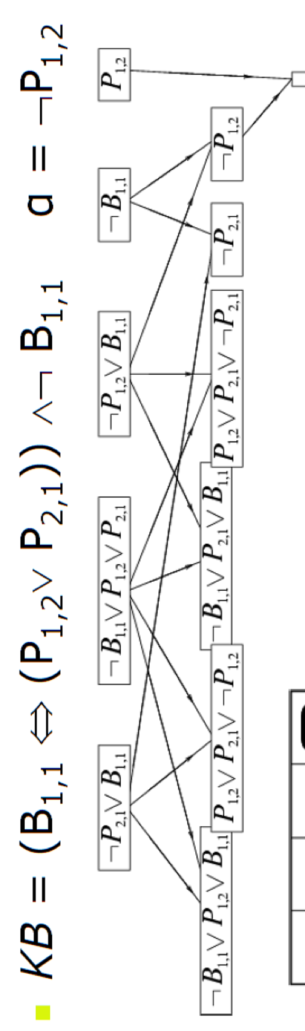 KB = (B1,1 ⇔ (P1,2∨ P2,1)) ∧¬ B1,1 α = ¬P1,2
¬P2,1∨ B1,1 ¬B1,1∨ P1,2∨ P2,1 ¬P1,2∨ B1,1 ¬B1,1 P1,2
¬B1,1∨ P1,2∨ B1,1 P1,2∨ P2,1∨ ¬P1,2 ¬B1,1∨ P2,1∨ B1,1 P1,2∨ P2,1∨ ¬P2,1 ¬P2,1 ¬P1,2